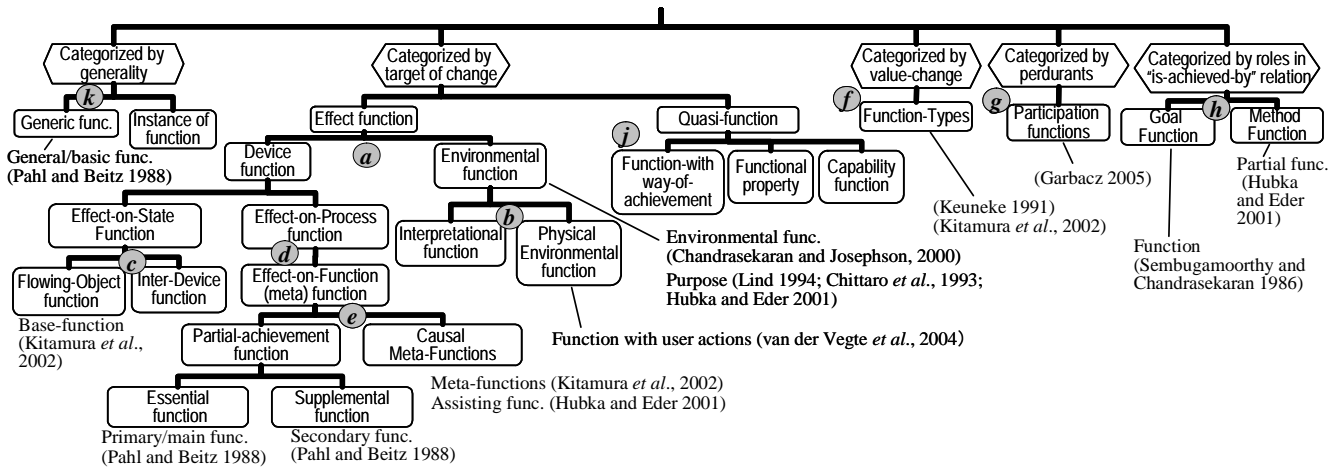 Categorized by
generality
Categorized by
target of change
Categorized by
value-change
Categorized by
perdurants
Categorized by roles in
"is-achieved-by" relation
k
Generic func.
Instance of
function
General/basic func.
(Pahl and Beitz 1988)
Effect function
Quasi-function
f
Function-Types
g
Participation
functions
h
Goal
Function
Method
Function
a
Device
function
Environmental
function
j
Function-with
way-of-
achievement
Functional
property
Capability
function
(Garbacz 2005)
(Keuneke 1991)
(Kitamura et al., 2002)
Partial func.
(Hubka
and Eder
2001)
Function
(Sembugamoorthy and
Chandrasekaran 1986)
Effect-on-State
Function
Effect-on-Process
function
b
Interpretational
function
Physical
Environmental
function
Environmental func.
(Chandrasekaran and Josephson, 2000)
Purpose (Lind 1994; Chittaro et al., 1993;
Hubka and Eder 2001)
c
Flowing-Object
function
Inter-Device
function
d
Effect-on-Function
(meta) function
Base-function
(Kitamura et al.,
2002)
e
Partial-achievement
function
Causal
Meta-Functions
Function with user actions (van der Vegte et al., 2004)
Essential
function
Supplemental
function
Meta-functions (Kitamura et al., 2002)
Assisting func. (Hubka and Eder 2001)
Primary/main func.
(Pahl and Beitz 1988)
Secondary func.
(Pahl and Beitz 1988)